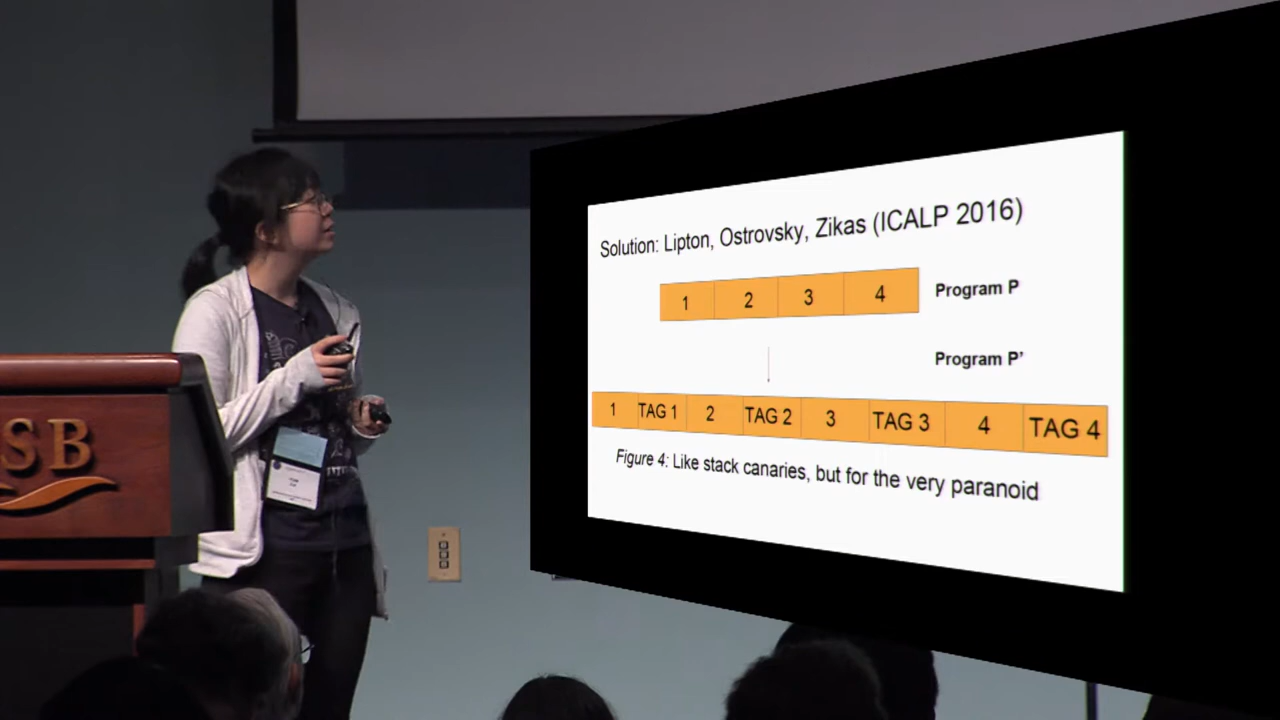 SB
Solution: Lipton, Ostrovsky, Zikas (ICALP 2016)
1 2 3 4 Program P
Program P'
1 TAG 1 2 TAG 2 3 TAG 3 4 TAG 4
Figure 4: Like stack canaries, but for the very paranoid